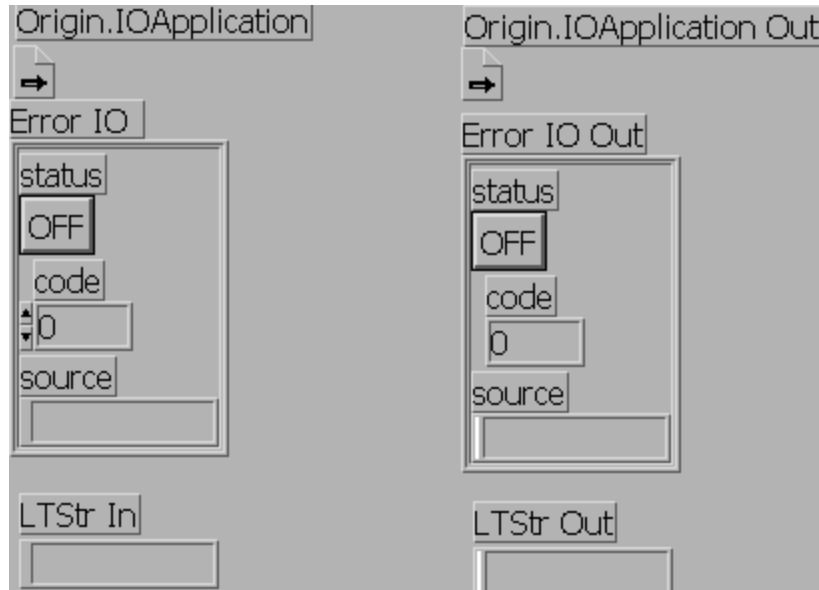 Origin.IOApplication
Error IO
status
OFF
code
0
source
LTStr In
Origin.IOApplication Out
Error IO Out
status
OFF
code
0
source
LTStr Out